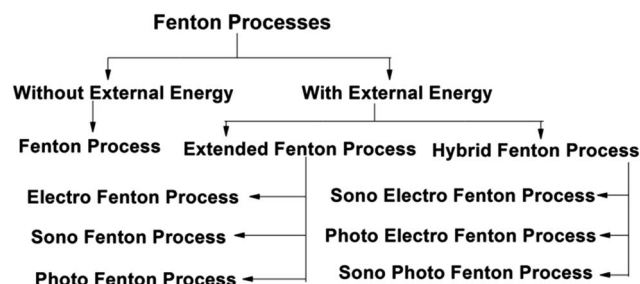 Fenton Processes
Without External Energy
With External Energy
Fenton Process
Extended Fenton Process
Hybrid Fenton Process
Electro Fenton Process
Sono Fenton Process
Photo Fenton Process
Sono Electro Fenton Process
Photo Electro Fenton Process
Sono Photo Fenton Process